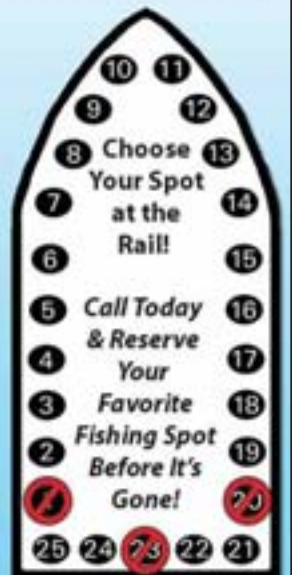 10 11
9 12
8 Choose 13
Your Spot
7 at the 14
Rail!
6 15
5 Call Today 16
& Reserve
4 Your 17
3 Favorite 18
Fishing Spot
2 Before It's 19
Gone!
25 24 22 21